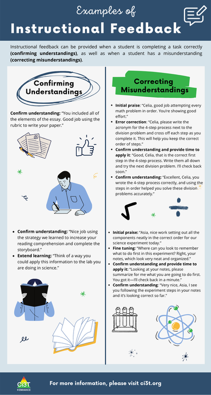 Examples of
Instructional Feedback
Instructional feedback can be provided when a student is completing a task correctly
(confirming understandings), as well as when a student has a misunderstanding
(correcting misunderstandings).
Confirming
Understandings
Confirm understanding: "You included all of
the elements of the essay. Good job using the
rubric to write your paper."
Confirm understanding: "Nice job using
the strategy we learned to increase your
reading comprehension and complete the
storyboard."
Extend learning: "Think of a way you
could apply this information to the lab you
are doing in science."
Correcting
Misunderstandings
Initial praise: "Celia, good job attempting every
math problem in order. You're showing good
effort."
Error correction: "Celia, please write the
acronym for the 4-step process next to the
division problem and cross off each step as you
complete it. This will help you keep the correct
order of steps."
Confirm understanding and provide time to
apply it: "Good, Celia, that is the correct first
step in the 4-step process. Write them all down
and try the next division problem. I'll check back
soon."
Confirm understanding: "Excellent, Celia, you
wrote the 4-step process correctly, and using the
steps in order helped you solve these division
problems accurately."
Initial praise: "Aisa, nice work setting out all the
components neatly in the correct order for our
science experiment today."
Fine tuning: "Where can you look to remember
what to do first in this experiment? Right, your
notes, which look very neat and organized."
Confirm understanding and provide time to
apply it: "Looking at your notes, please
summarize for me what you are going to do first.
You got it—I'll check back in a minute."
Confirm understanding: "Very nice, Aisa, I see
you following the experiment steps in your notes
and it's looking correct so far."
ci3t
For more information, please visit ci3t.org